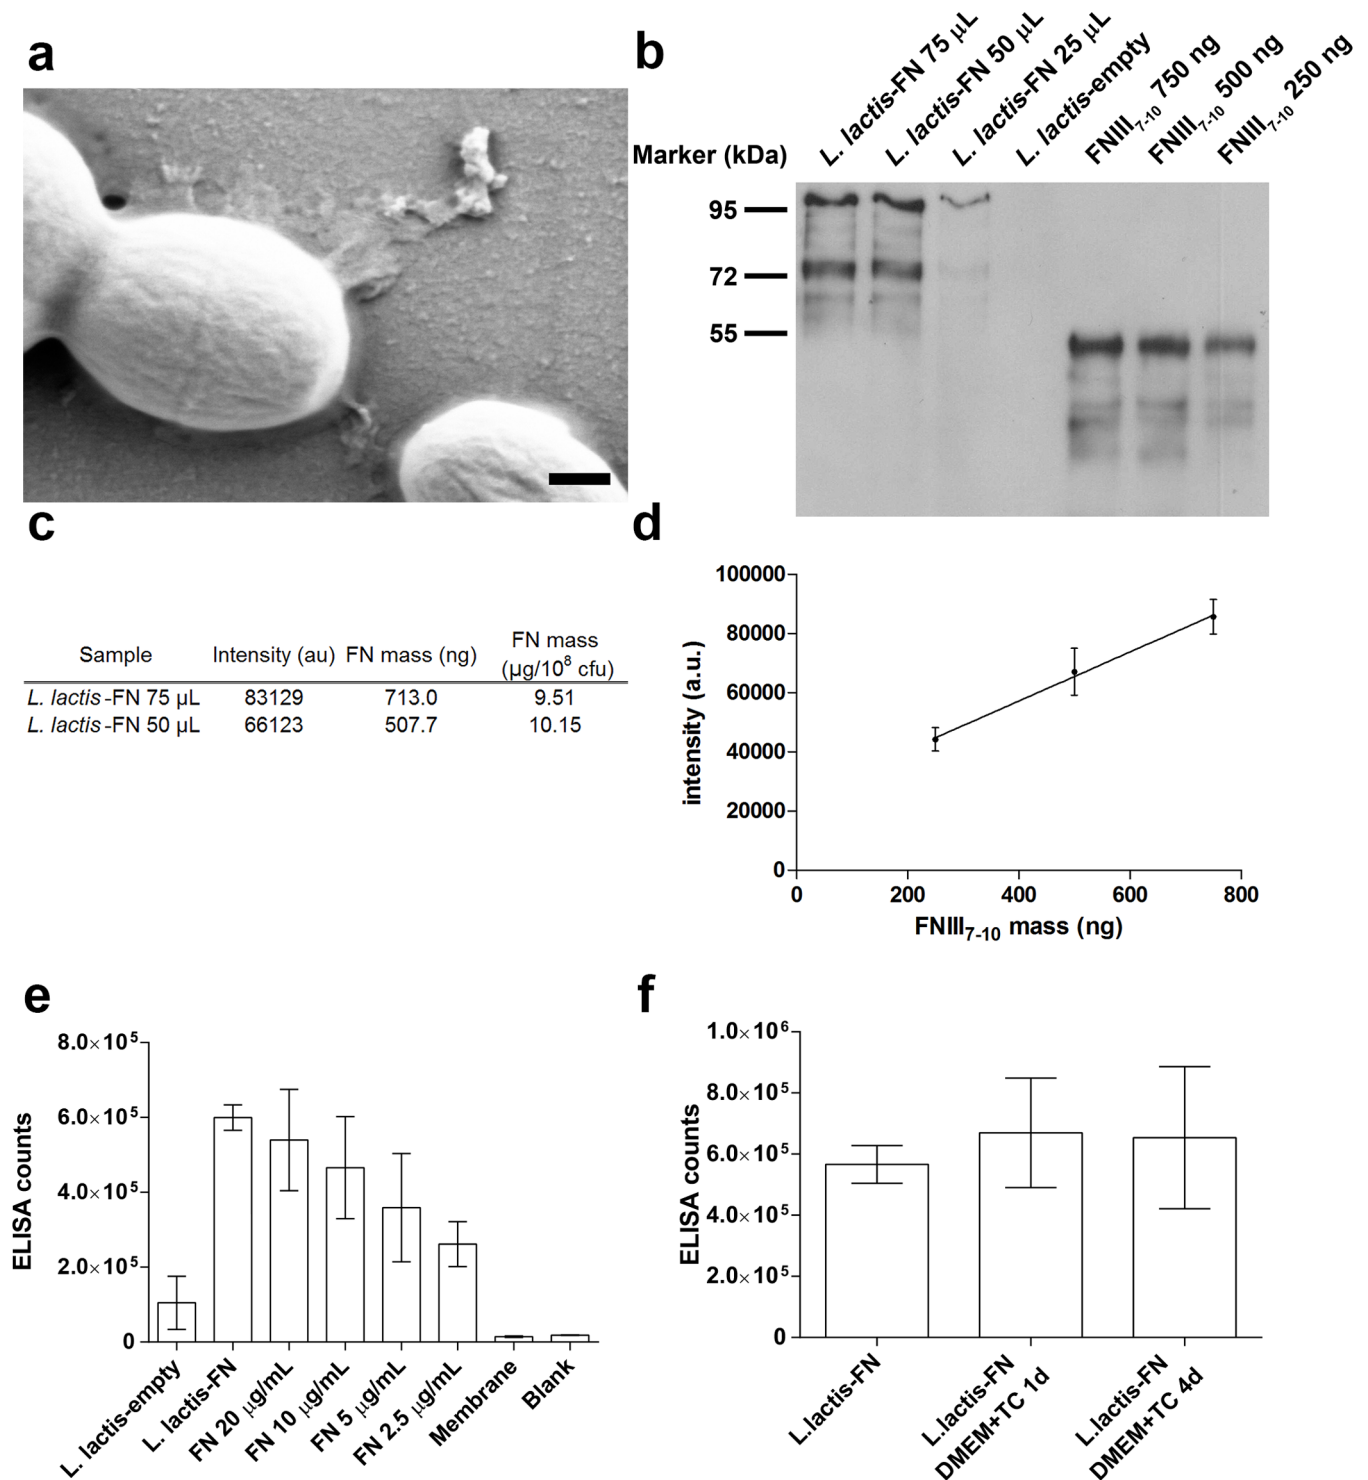 a
b
L. lactis-FN 75 μL
L. lactis-FN 50 μL
L. lactis-FN 25 μL
L. lactis-empty
FNIII7-10 750 ng
FNIII7-10 500 ng
FNIII7-10 250 ng
Marker (kDa)
95
72
55
c
Sample Intensity (au) FN mass (ng) FN mass
(μg/10⁸ cfu)
L. lactis-FN 75 μL 83129 713.0 9.51
L. lactis-FN 50 μL 66123 507.7 10.15
d
100000
80000
60000
40000
20000
0
intensity (a.u.)
0 200 400 600 800
FNIII7-10 mass (ng)
e
8.0×10⁵
6.0×10⁵
4.0×10⁵
2.0×10⁵
0
ELISA counts
L. lactis-empty
L. lactis-FN
FN 20 μg/mL
FN 10 μg/mL
FN 5 μg/mL
FN 2.5 μg/mL
Membrane
Blank
f
1.0×10⁶
8.0×10⁵
6.0×10⁵
4.0×10⁵
2.0×10⁵
0
ELISA counts
L.lactis-FN
L.lactis-FN
DMEM+TC 1d
L.lactis-FN
DMEM+TC 4d